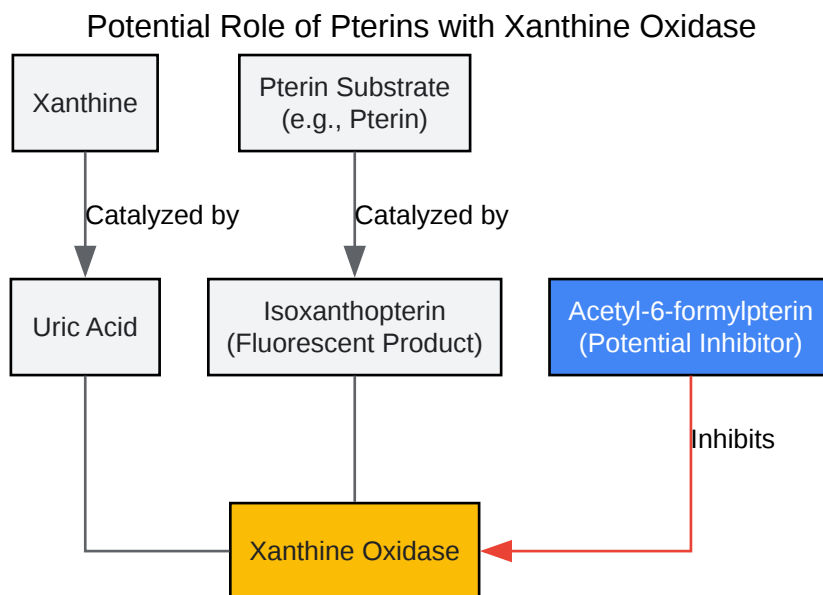 Potential Role of Pterins with Xanthine Oxidase
Xanthine
Pterin Substrate
(e.g., Pterin)
Catalyzed by
Catalyzed by
Uric Acid
Isoxanthopterin
(Fluorescent Product)
Acetyl-6-formylpterin
(Potential Inhibitor)
Inhibits
Xanthine Oxidase